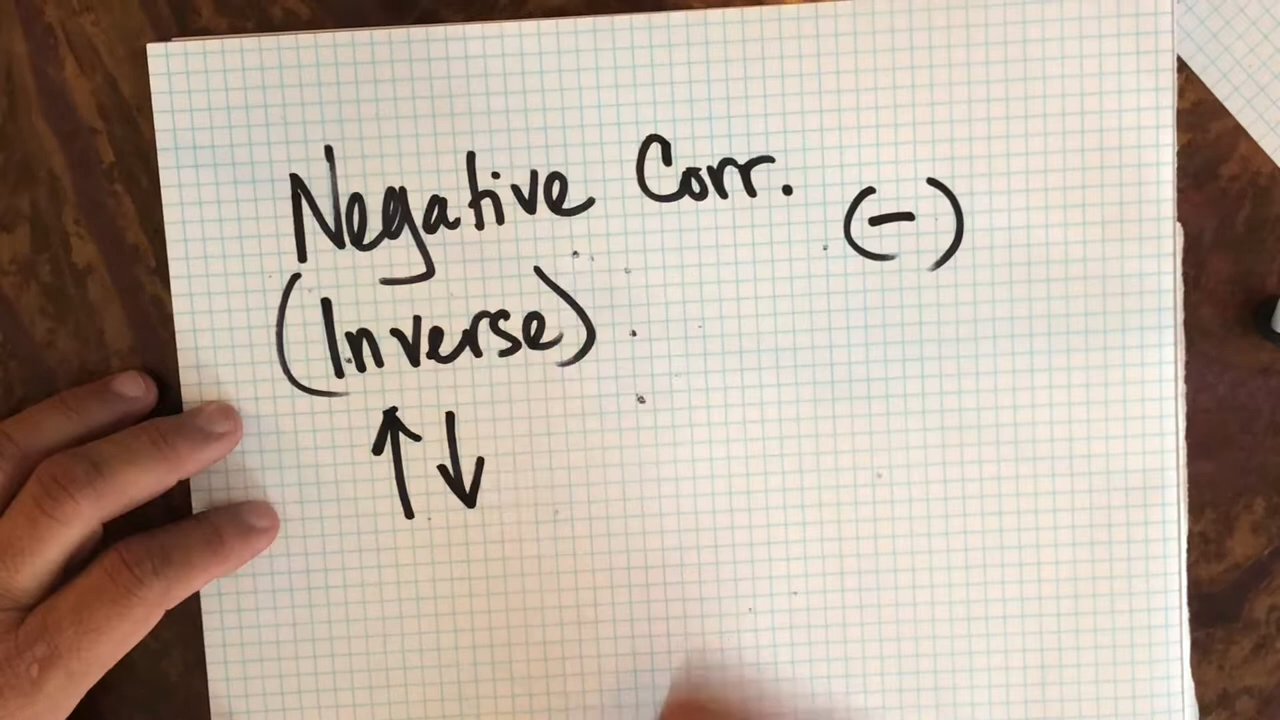 Negative Corr. (-)
(Inverse)
↑↓